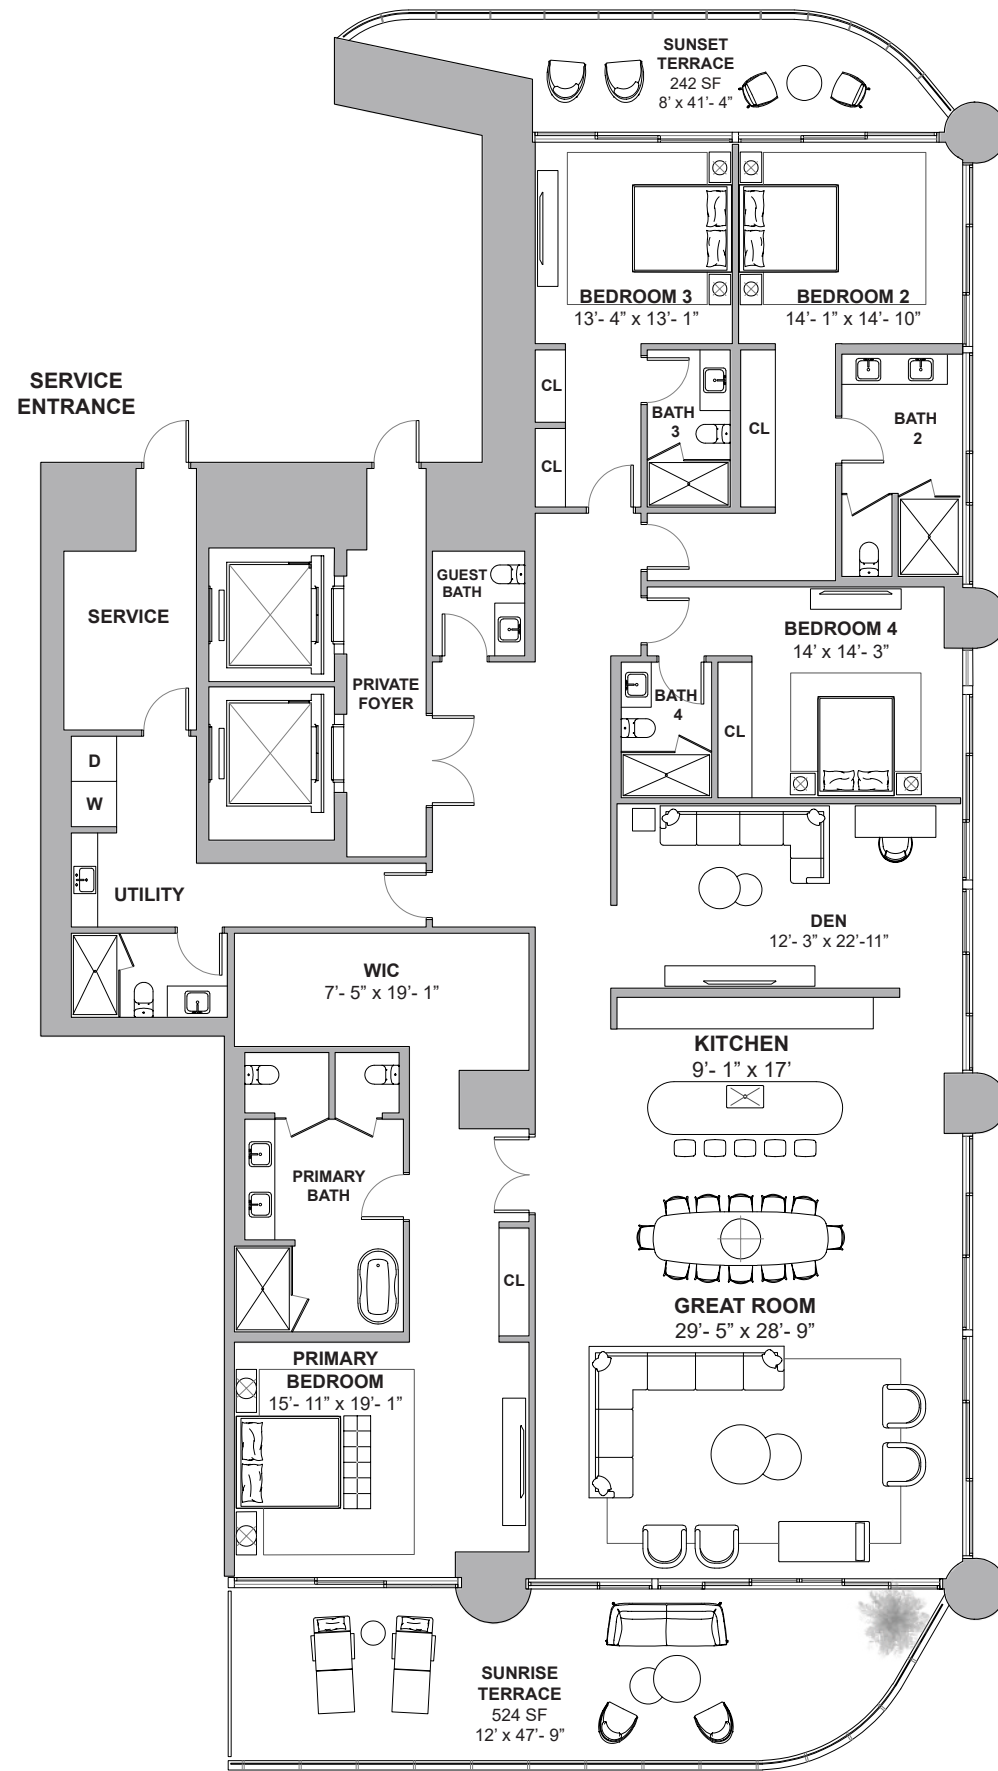 SUNSET
TERRACE
242 SF
8' x 41'- 4"
BEDROOM 3
13'- 4" x 13'- 1"
BEDROOM 2
14'- 1" x 14'- 10"
SERVICE
ENTRANCE
CL
BATH
3
CL
BATH
2
CL
GUEST
BATH
SERVICE
BEDROOM 4
14' x 14'- 3"
PRIVATE
FOYER
BATH
4
CL
D
W
UTILITY
DEN
12'- 3" x 22'-11"
WIC
7'- 5" x 19'- 1"
KITCHEN
9'- 1" x 17'
PRIMARY
BATH
CL
GREAT ROOM
29'- 5" x 28'- 9"
PRIMARY
BEDROOM
15'- 11" x 19'- 1"
SUNRISE
TERRACE
524 SF
12' x 47'- 9"